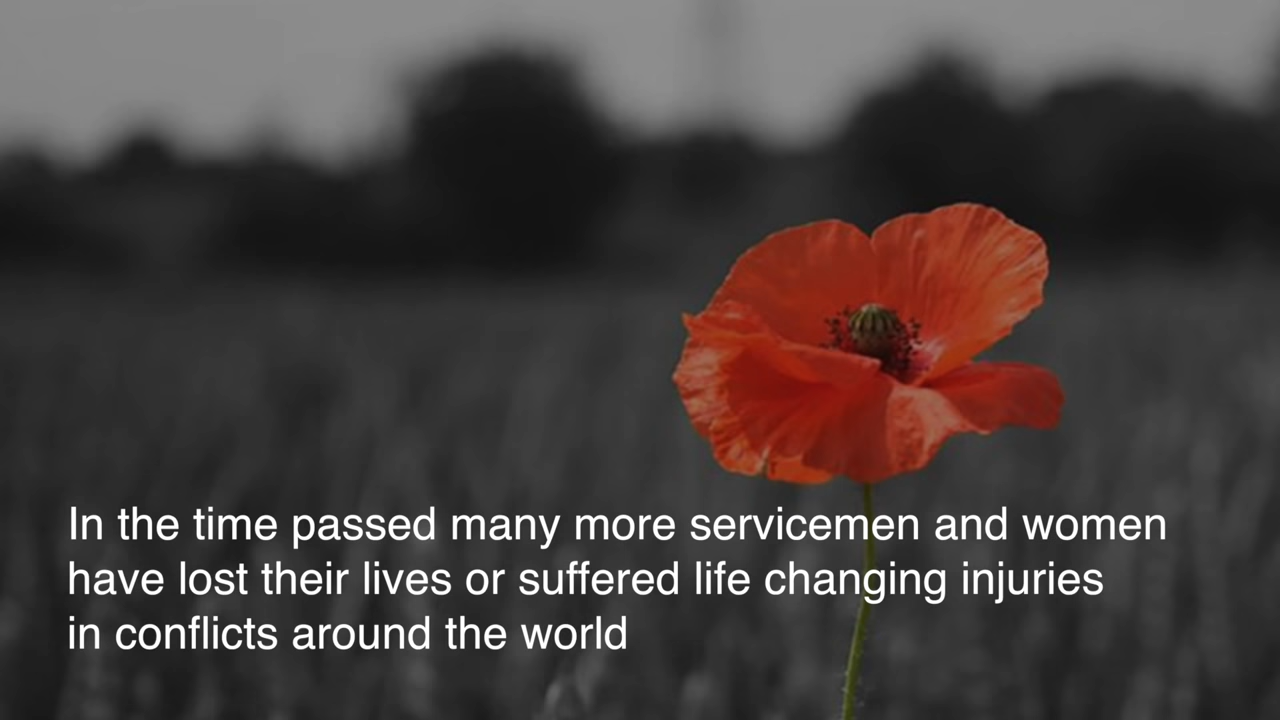 In the time passed many more servicemen and women
have lost their lives or suffered life changing injuries
in conflicts around the world